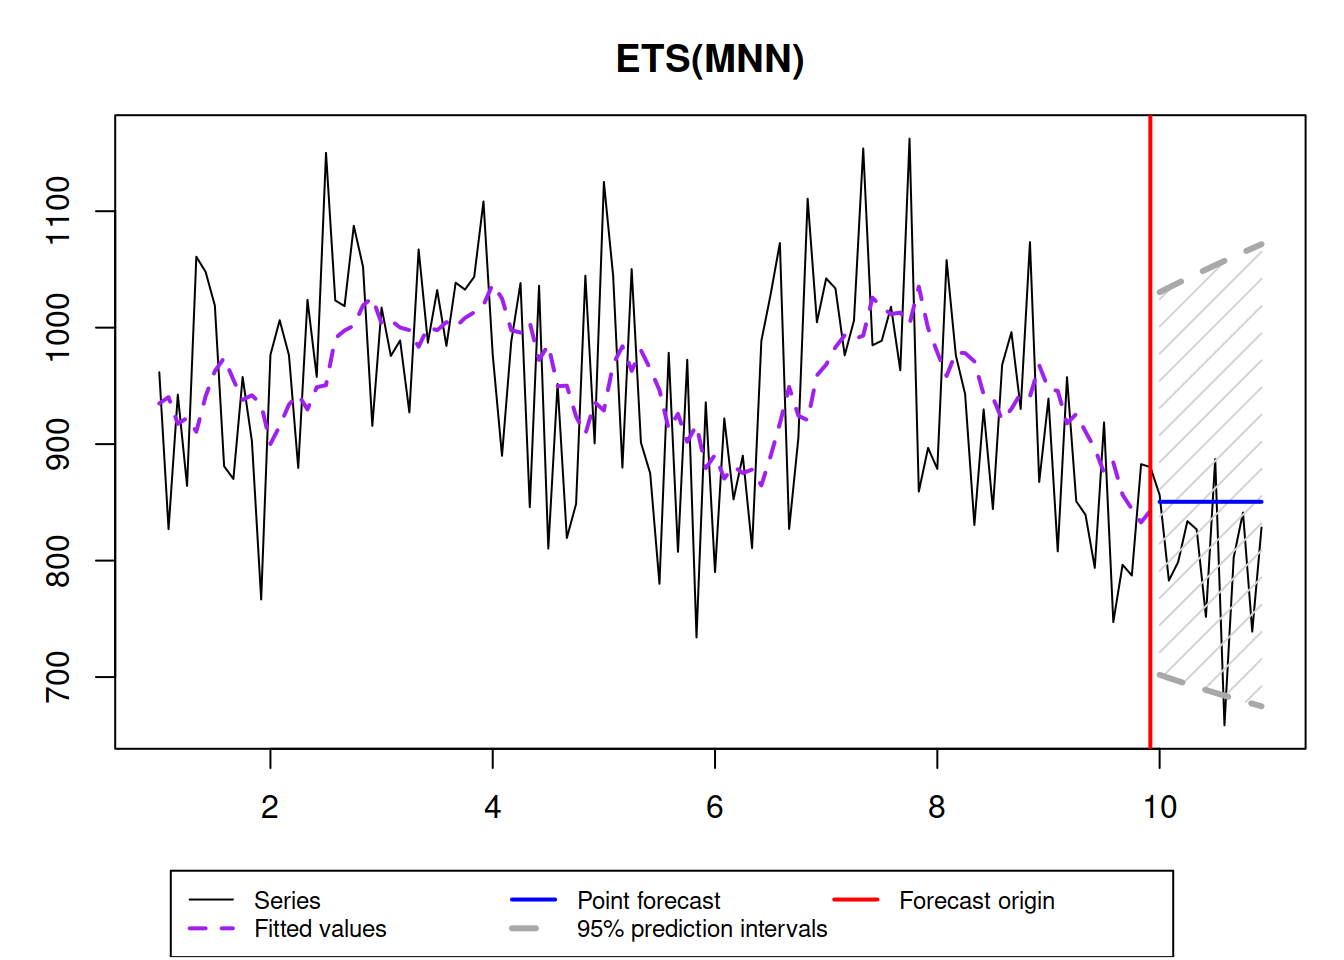 ETS(MNN)
1100
1000
900
800
700
2 4 6 8 10
Series Point forecast Forecast origin
Fitted values 95% prediction intervals